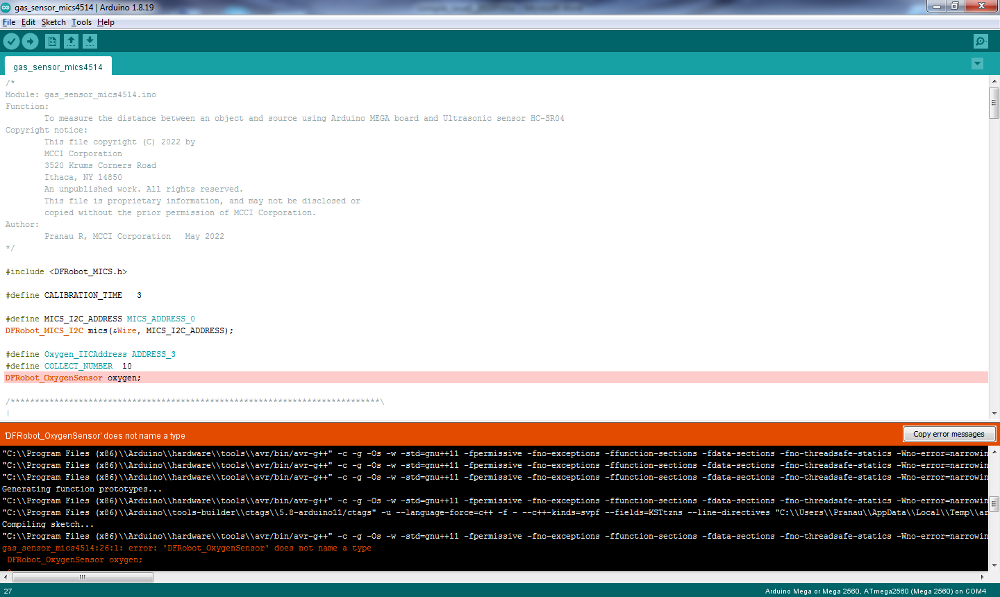 gas_sensor_mics4514 | Arduino 1.8.19
File Edit Sketch Tools Help
gas_sensor_mics4514
/*
Module: gas_sensor_mics4514.ino
Function:
To measure the distance between an object and source using Arduino MEGA board and Ultrasonic sensor HC-SR04
Copyright notice:
This file copyright (C) 2022 by
MCCI Corporation
3520 Krums Corners Road
Ithaca, NY 14850
An unpublished work. All rights reserved.
This file is proprietary information, and may not be disclosed or
copied without the prior permission of MCCI Corporation.
Author:
Pranau R, MCCI Corporation   May 2022
*/
#include <DFRobot_MICS.h>
#define CALIBRATION_TIME   3
#define MICS_I2C_ADDRESS MICS_ADDRESS_0
DFRobot_MICS_I2C mics(&Wire, MICS_I2C_ADDRESS);
#define Oxygen_IICAddress ADDRESS_3
#define COLLECT_NUMBER  10
DFRobot_OxygenSensor oxygen;
/****************************************************************************\
|
'DFRobot_OxygenSensor' does not name a type
Copy error messages
"C:\\Program Files (x86)\\Arduino\\hardware\\tools\\avr/bin/avr-g++" -c -g -Os -w -std=gnu++11 -fpermissive -fno-exceptions -ffunction-sections -fdata-sections -fno-threadsafe-statics -Wno-error=narrowin
"C:\\Program Files (x86)\\Arduino\\hardware\\tools\\avr/bin/avr-g++" -c -g -Os -w -std=gnu++11 -fpermissive -fno-exceptions -ffunction-sections -fdata-sections -fno-threadsafe-statics -Wno-error=narrowin
"C:\\Program Files (x86)\\Arduino\\hardware\\tools\\avr/bin/avr-g++" -c -g -Os -w -std=gnu++11 -fpermissive -fno-exceptions -ffunction-sections -fdata-sections -fno-threadsafe-statics -Wno-error=narrowin
Generating function prototypes...
"C:\\Program Files (x86)\\Arduino\\hardware\\tools\\avr/bin/avr-g++" -c -g -Os -w -std=gnu++11 -fpermissive -fno-exceptions -ffunction-sections -fdata-sections -fno-threadsafe-statics -Wno-error=narrowin
"C:\\Program Files (x86)\\Arduino\\tools-builder\\ctags\\5.8-arduino11/ctags" -u --language-force=c++ -f - --c++-kinds=svpf --fields=KSTtzns --line-directives "C:\\Users\\Pranau\\AppData\\Local\\Temp\\ar
Compiling sketch...
"C:\\Program Files (x86)\\Arduino\\hardware\\tools\\avr/bin/avr-g++" -c -g -Os -w -std=gnu++11 -fpermissive -fno-exceptions -ffunction-sections -fdata-sections -fno-threadsafe-statics -Wno-error=narrowin
gas_sensor_mics4514:26:1: error: 'DFRobot_OxygenSensor' does not name a type
DFRobot_OxygenSensor oxygen;
^
27
Arduino Mega or Mega 2560, ATmega2560 (Mega 2560) on COM4